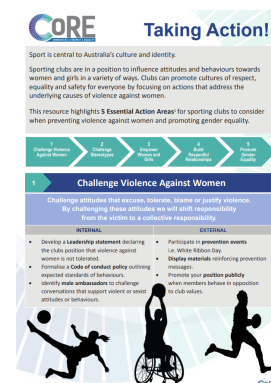 CORE
Taking Action!
Sport is central to Australia's culture and identity.
Sporting clubs are in a position to influence attitudes and behaviours towards
women and girls in a variety of ways. Clubs can promote cultures of respect,
equality and safety for everyone by focusing on actions that address the
underlying causes of violence against women.
This resource highlights 5 Essential Action Areas for sporting clubs to consider
when preventing violence against women and promoting gender equality.
1
Challenge Violence
Against Women
2
Challenge
Stereotypes
3
Empower
Women and
Girls
4
Build
Respectful
Relationships
5
Promote
Gender
Equality
1
Challenge Violence Against Women
Challenge attitudes that excuse, tolerate, blame or justify violence.
By challenging these attitudes we will shift responsibility
from the victim to a collective responsibility.
INTERNAL
• Develop a Leadership statement declaring
the clubs position that violence against
women is not tolerated.
• Formalise a Code of conduct policy outlining
expected standards of behaviours.
• Identify male ambassadors to challenge
conversations that support violent or sexist
attitudes or behaviours.
EXTERNAL
• Participate in prevention events
i.e. White Ribbon Day.
• Display materials reinforcing prevention
messages.
• Promote your position publicly
when members behave in opposition
to club values.